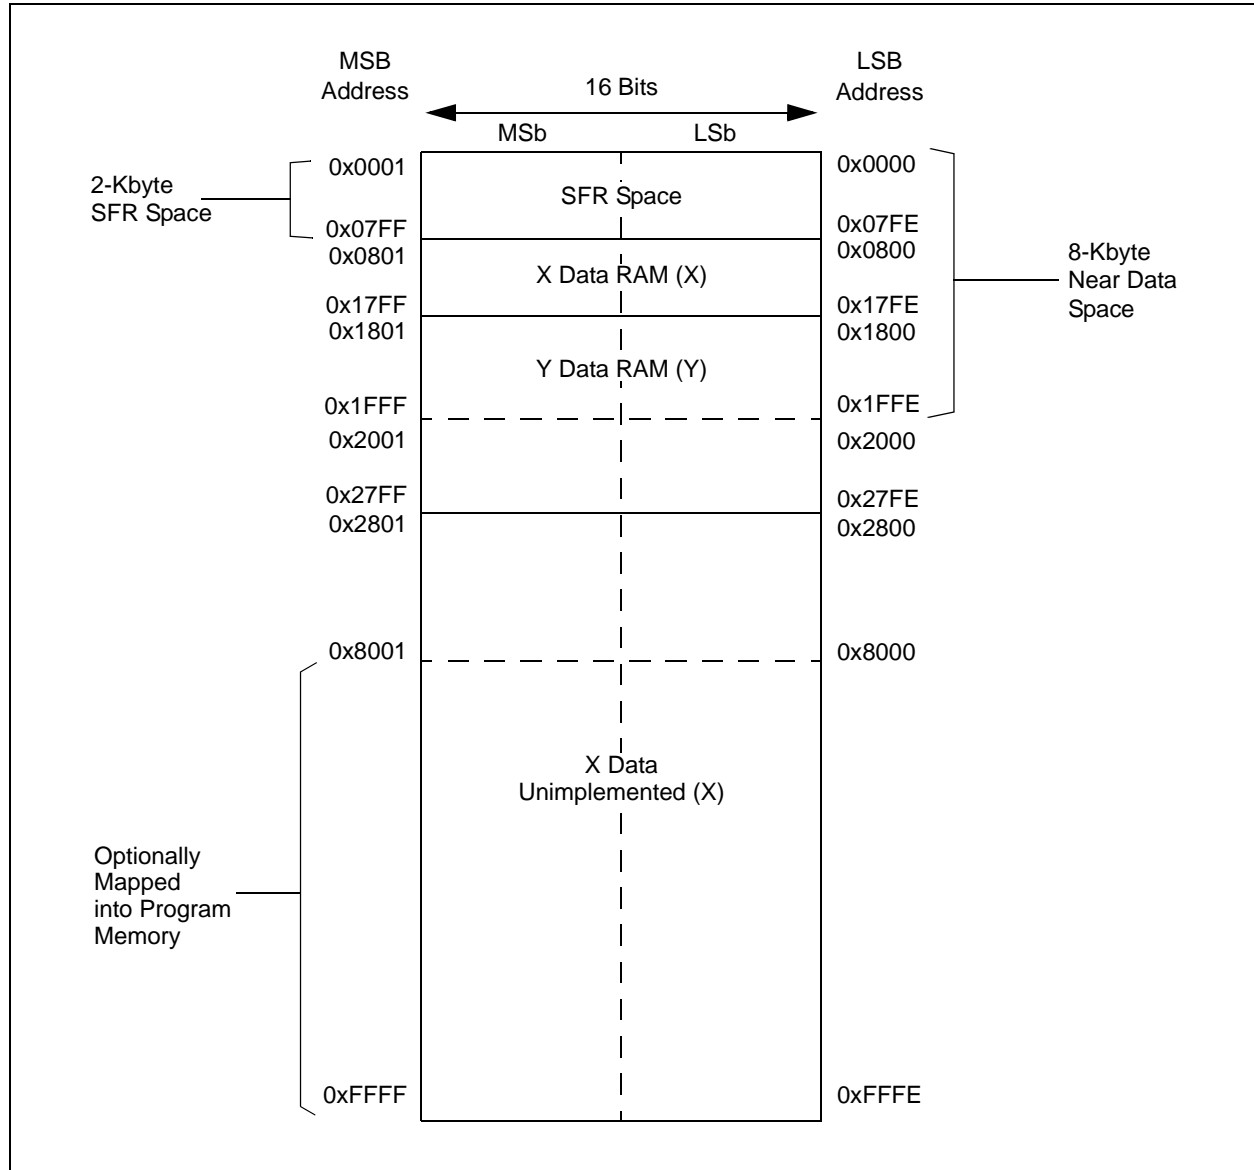 MSB
Address
16 Bits
LSB
Address
MSb
LSb
2-Kbyte
SFR Space
0x0001
SFR Space
0x0000
0x07FF
0x07FE
0x0801
0x0800
X Data RAM (X)
8-Kbyte
Near Data
Space
0x17FF
0x17FE
0x1801
0x1800
Y Data RAM (Y)
0x1FFF
0x1FFE
0x2001
0x2000
0x27FF
0x27FE
0x2801
0x2800
0x8001
0x8000
X Data
Unimplemented (X)
Optionally
Mapped
into Program
Memory
0xFFFF
0xFFFE